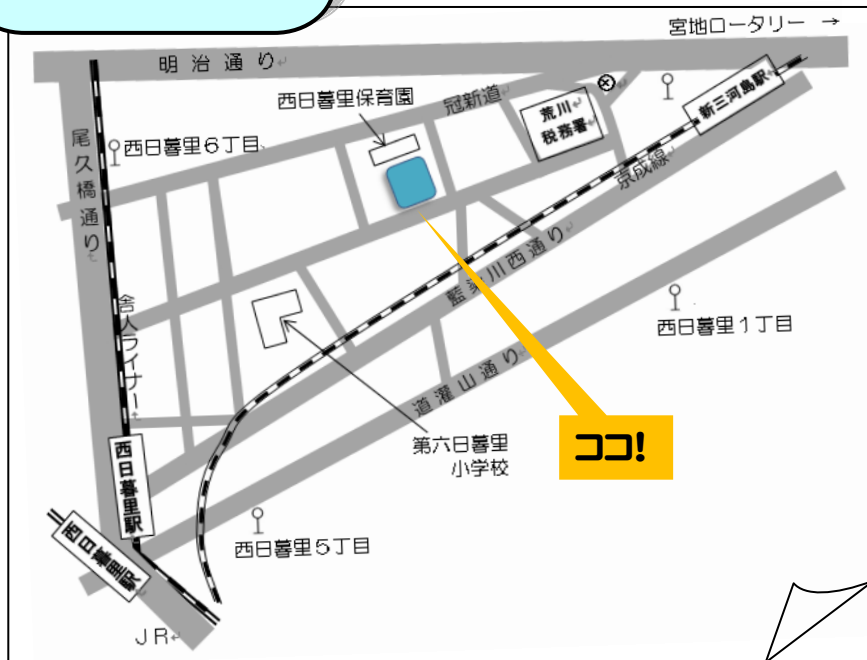 宮地ロータリー →
明治通り
西日暮里保育園
冠新道
荒川
税務署
新三河島駅
尾久橋通り
西日暮里６丁目
京成線
藍染川西通り
舎人ライナー
西日暮里１丁目
道灌山通り
第六日暮里
小学校
ココ!
西日暮里駅
西日暮里５丁目
西日暮里駅
ＪＲ